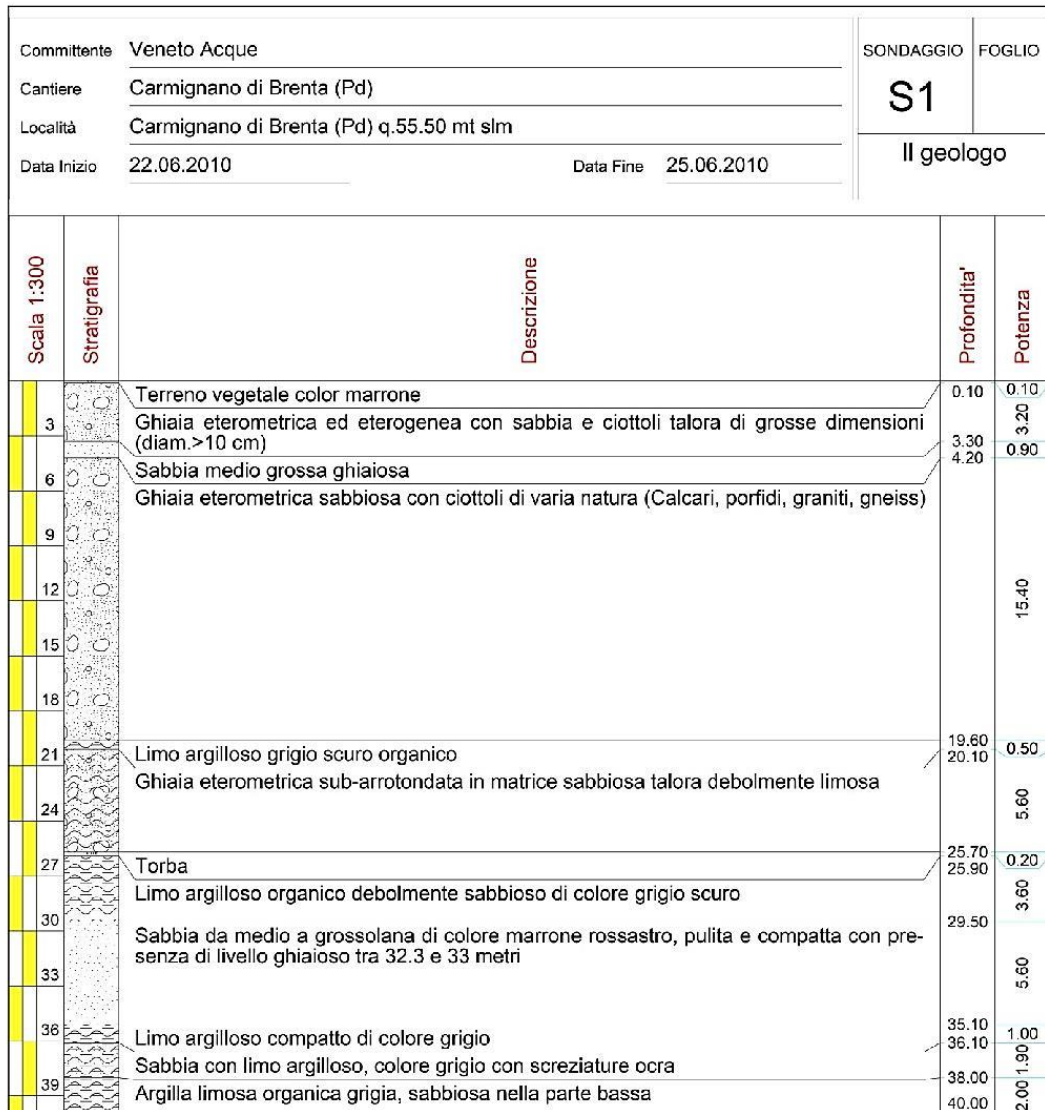 Committente Veneto Acque
SONDAGGIO FOGLIO
Cantiere Carmignano di Brenta (Pd)
S1
Località Carmignano di Brenta (Pd) q.55.50 mt slm
Data Inizio 22.06.2010 Data Fine 25.06.2010
Il geologo
Scala 1:300 Stratigrafia Descrizione Profondita' Potenza
Terreno vegetale color marrone 0.10 0.10
3 Ghiaia eterometrica ed eterogenea con sabbia e ciottoli talora di grosse dimensioni 3.20
(diam.>10 cm) 3.30 0.90
4.20
6 Sabbia medio grossa ghiaiosa
Ghiaia eterometrica sabbiosa con ciottoli di varia natura (Calcari, porfidi, graniti, gneiss)
9
12 15.40
15
18
19.60
21 Limo argilloso grigio scuro organico 20.10 0.50
Ghiaia eterometrica sub-arrotondata in matrice sabbiosa talora debolmente limosa
24 5.60
25.70
27 Torba 25.90 0.20
Limo argilloso organico debolmente sabbioso di colore grigio scuro 3.60
30 29.50
Sabbia da medio a grossolana di colore marrone rossastro, pulita e compatta con pre-
senza di livello ghiaioso tra 32.3 e 33 metri
33 5.60
35.10
36 Limo argilloso compatto di colore grigio 36.10 1.00
Sabbia con limo argilloso, colore grigio con screziature ocra 1.90
38.00
39 Argilla limosa organica grigia, sabbiosa nella parte bassa 40.00 2.00